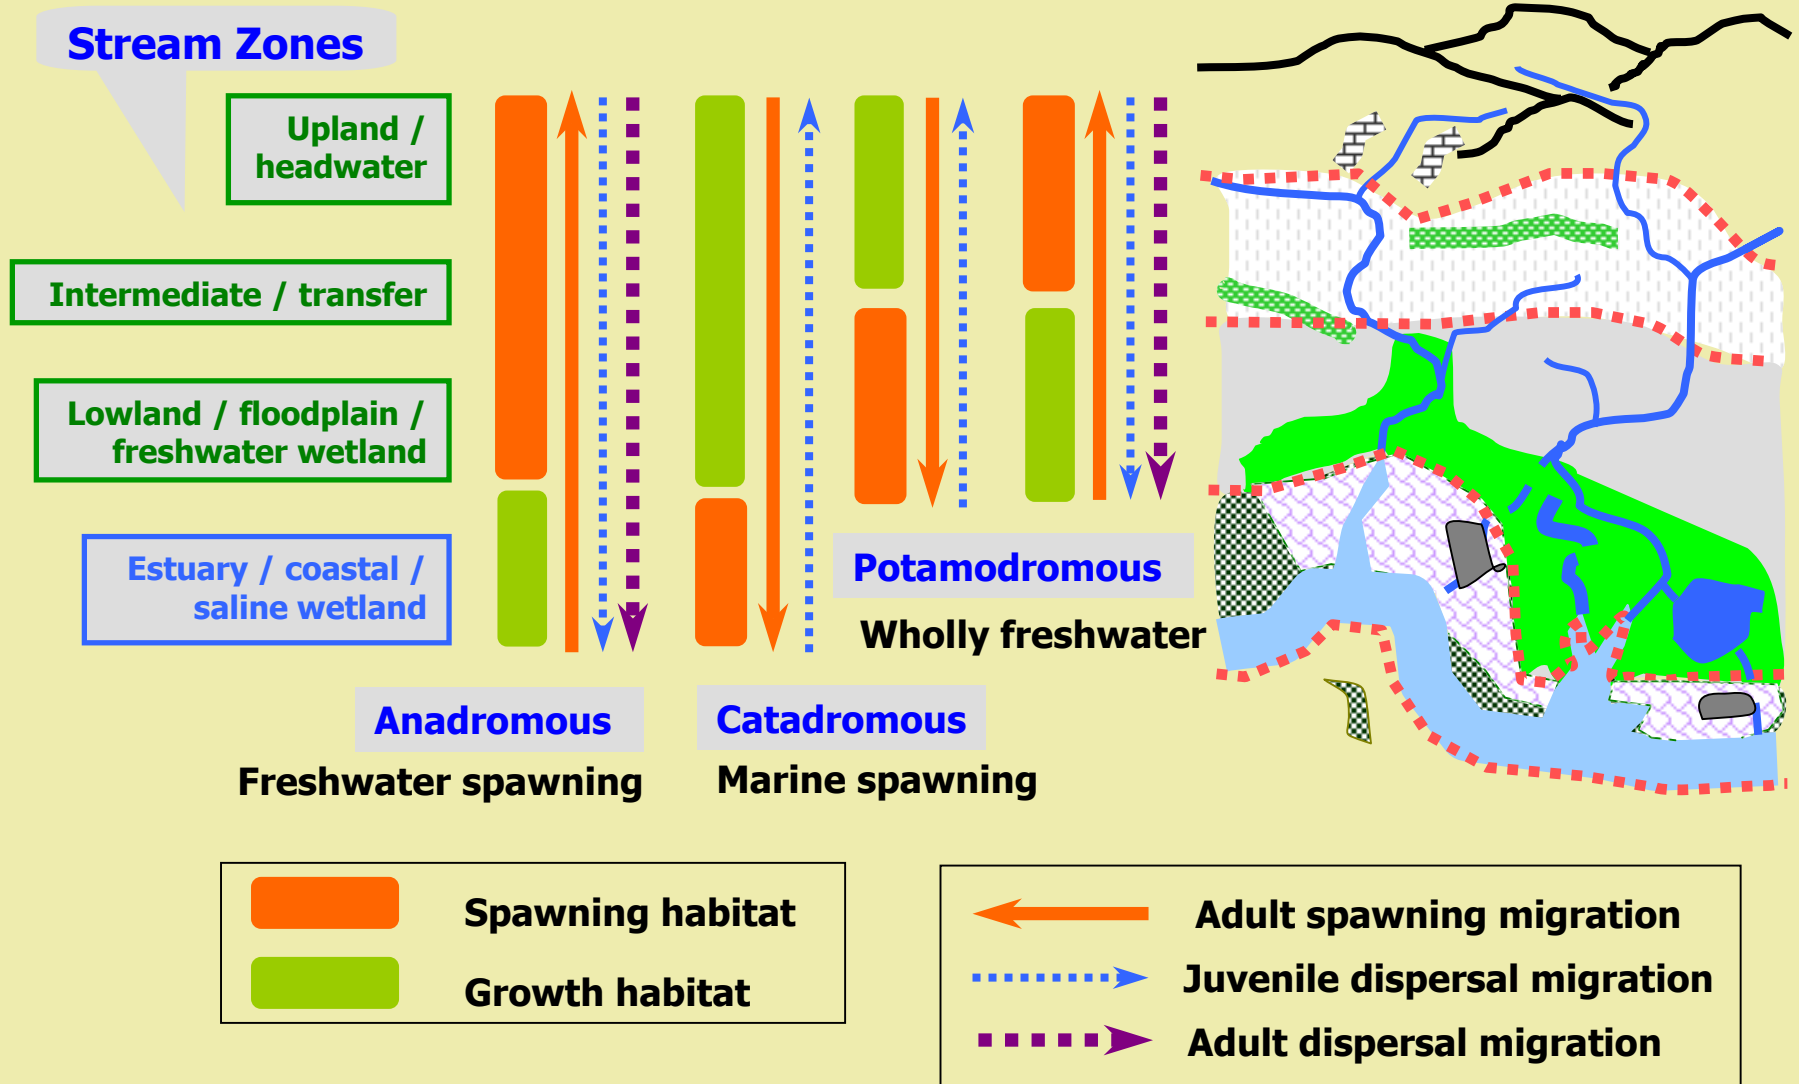 Stream Zones
Upland /
headwater
Intermediate / transfer
Lowland / floodplain /
freshwater wetland
Estuary / coastal /
saline wetland
Potamodromous
Wholly freshwater
Anadromous
Freshwater spawning
Catadromous
Marine spawning
Spawning habitat
Growth habitat
Adult spawning migration
Juvenile dispersal migration
Adult dispersal migration